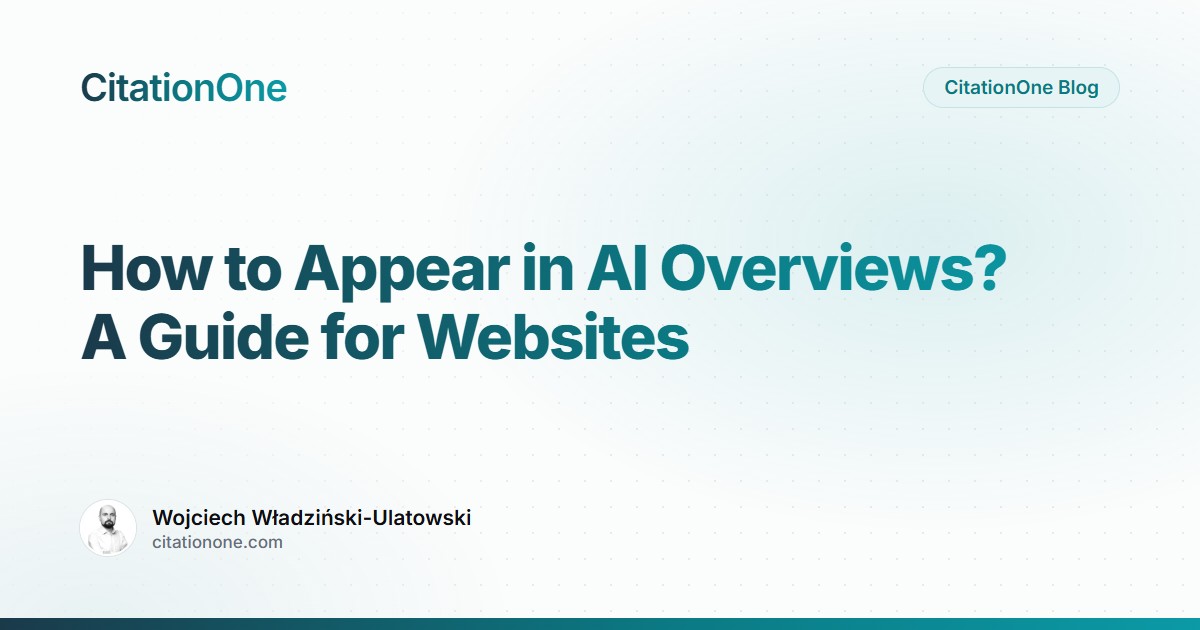 CitationOne
CitationOne Blog
How to Appear in AI Overviews?
A Guide for Websites
Wojciech Władziński-Ulatowski
citationone.com